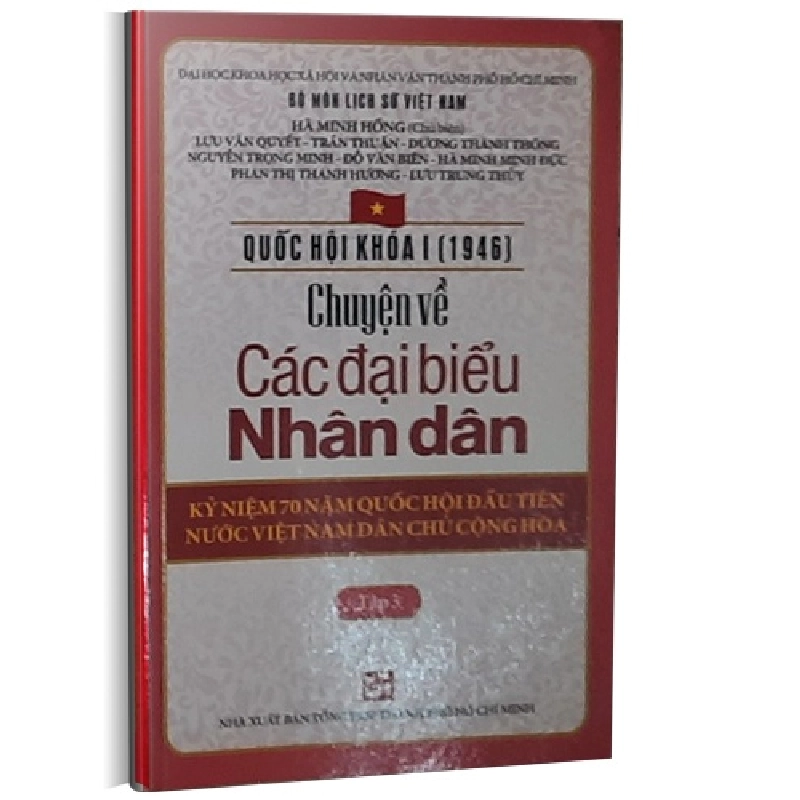 ĐẠI HỌC KHOA HỌC XÃ HỘI VÀ NHÂN VĂN THÀNH PHỐ HỒ CHÍ MINH
BỘ MÔN LỊCH SỬ VIỆT NAM
HÀ MINH HỒNG (Chủ biên)
LƯU VĂN QUYẾT - TRẦN THUẬN - DƯƠNG THÀNH THÔNG
NGUYỄN TRỌNG MINH - ĐỖ VĂN BIÊN - HÀ MINH MINH ĐỨC
PHAN THỊ THANH HƯƠNG - LƯU TRUNG THỦY
QUỐC HỘI KHÓA I (1946)
Chuyện về
Các đại biểu
Nhân dân
KỶ NIỆM 70 NĂM QUỐC HỘI ĐẦU TIÊN
NƯỚC VIỆT NAM DÂN CHỦ CỘNG HÒA
Tập 3
NHÀ XUẤT BẢN TỔNG HỢP THÀNH PHỐ HỒ CHÍ MINH